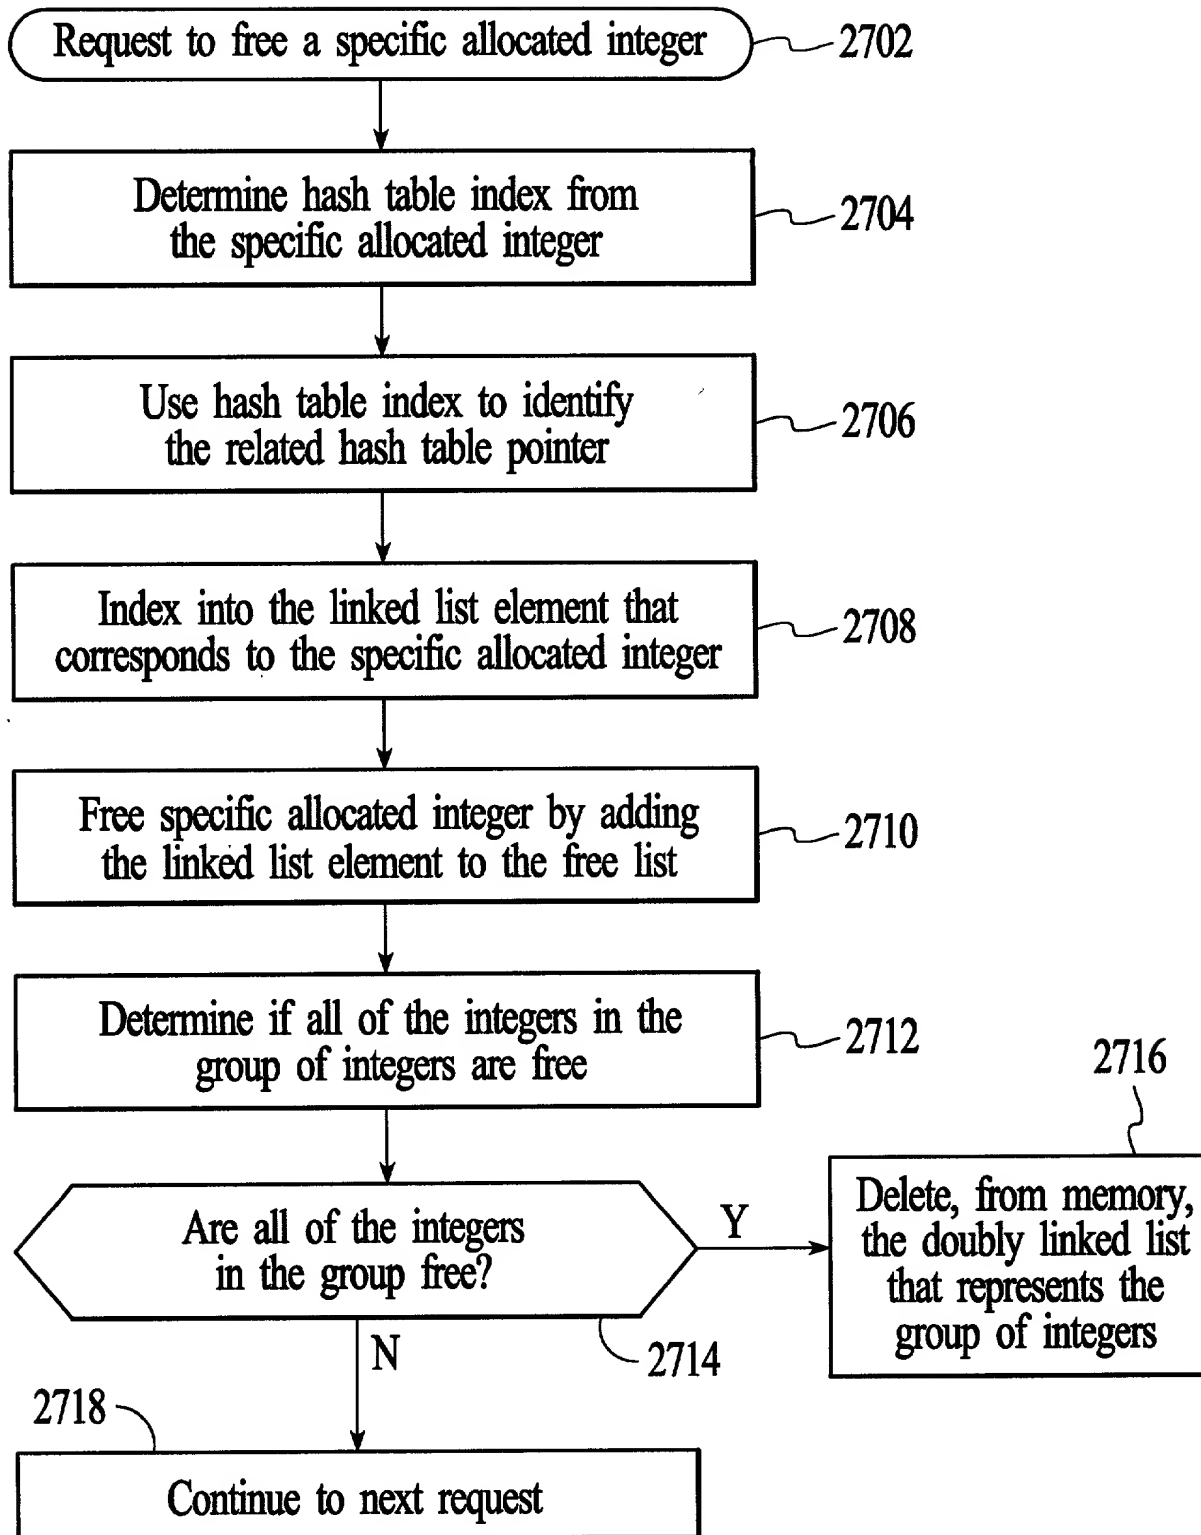 Request to free a specific allocated integer
2702
Determine hash table index from
the specific allocated integer
2704
Use hash table index to identify
the related hash table pointer
2706
Index into the linked list element that
corresponds to the specific allocated integer
2708
Free specific allocated integer by adding
the linked list element to the free list
2710
Determine if all of the integers in the
group of integers are free
2712
Are all of the integers
in the group free?
2714
Y
2716
Delete, from memory,
the doubly linked list
that represents the
group of integers
N
2718
Continue to next request